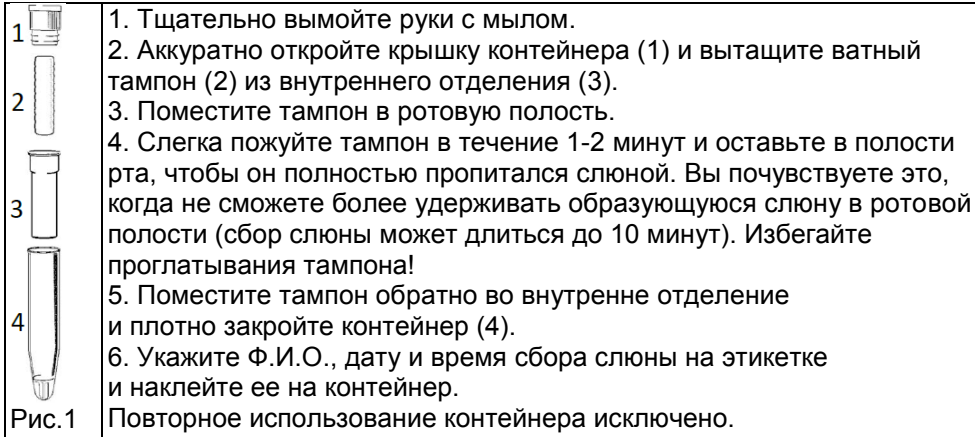 1
2
3
4
Рис.1
1. Тщательно вымойте руки с мылом.
2. Аккуратно откройте крышку контейнера (1) и вытащите ватный
тампон (2) из внутреннего отделения (3).
3. Поместите тампон в ротовую полость.
4. Слегка пожуйте тампон в течение 1-2 минут и оставьте в полости
рта, чтобы он полностью пропитался слюной. Вы почувствуете это,
когда не сможете более удерживать образующуюся слюну в ротовой
полости (сбор слюны может длиться до 10 минут). Избегайте
проглатывания тампона!
5. Поместите тампон обратно во внутренне отделение
и плотно закройте контейнер (4).
6. Укажите Ф.И.О., дату и время сбора слюны на этикетке
и наклейте ее на контейнер.
Повторное использование контейнера исключено.